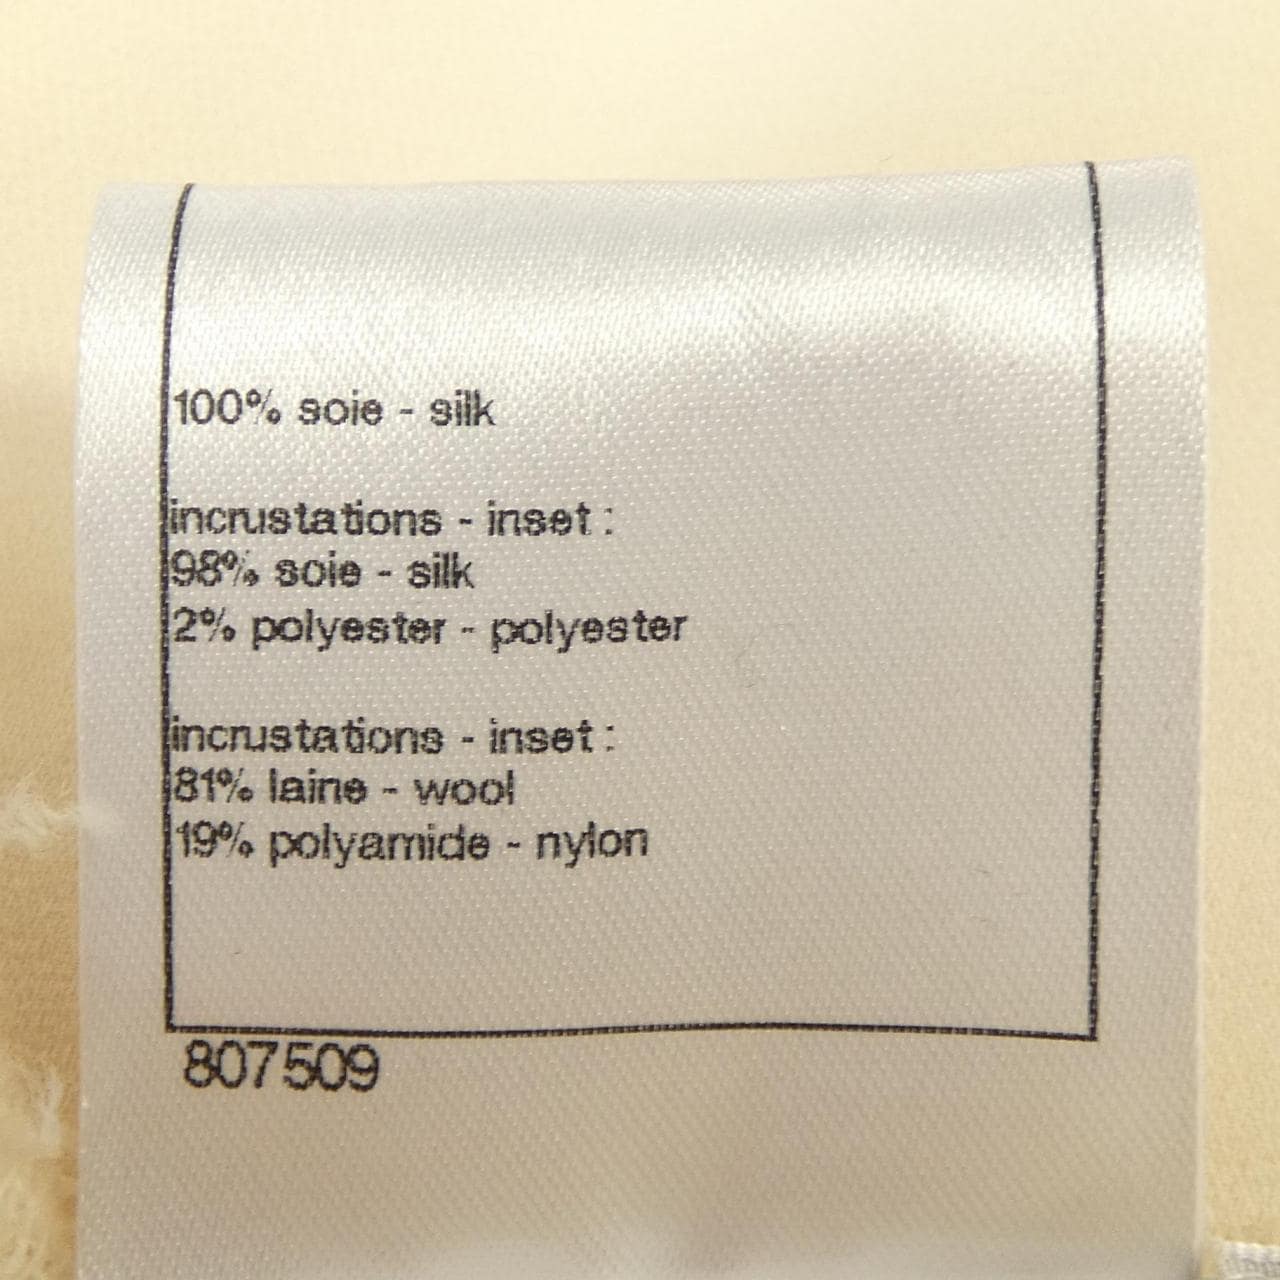 100% soie - silk
incrustations - inset :
98% soie - silk
2% polyester - polyester
incrustations - inset :
81% laine - wool
19% polyamide - nylon
807509